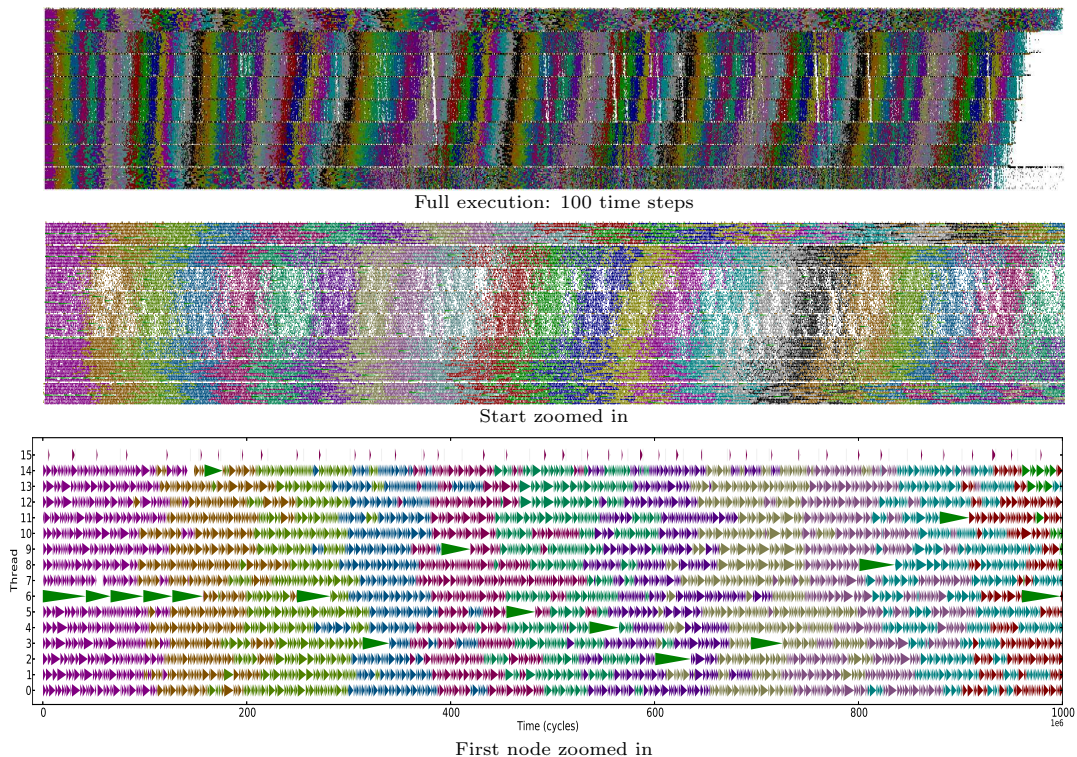 Full execution: 100 time steps
Start zoomed in
Thread
15
14
13
12
11
10
9
8
7
6
5
4
3
2
1
0
0 200 400 600 800 1000
Time (cycles) 1e6
First node zoomed in